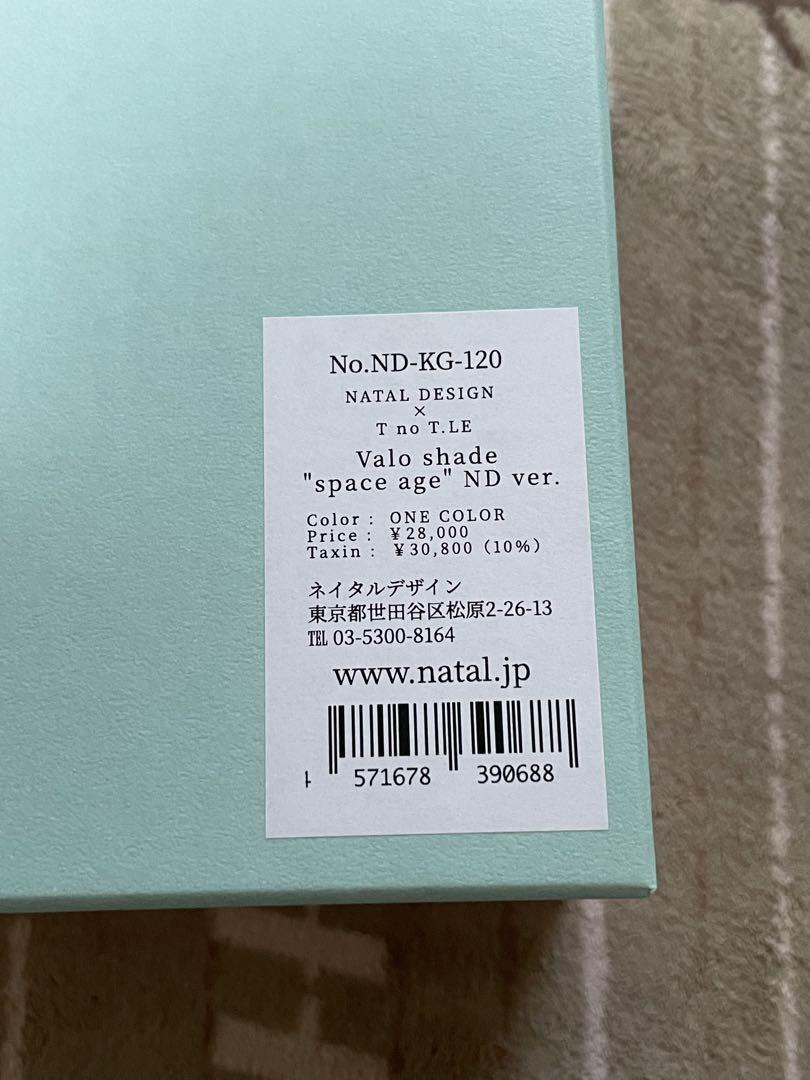 No.ND-KG-120
NATAL DESIGN
×
T no T.LE
Valo shade
"space age" ND ver.
Color : ONE COLOR
Price : ¥28,000
Taxin : ¥30,800（10%）
ネイタルデザイン
東京都世田谷区松原2-26-13
℡ 03-5300-8164
www.natal.jp
571678 390688